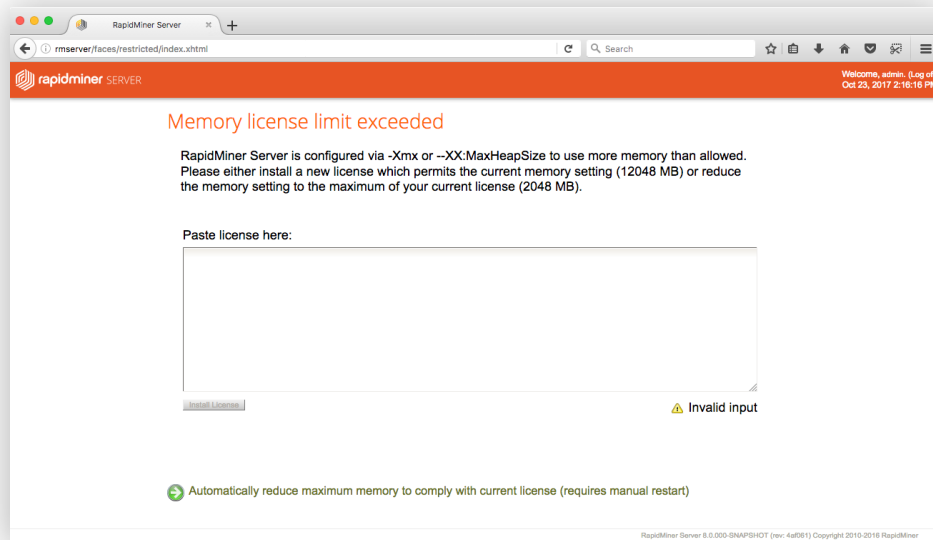 RapidMiner Server
rmserver/faces/restricted/index.xhtml
Search
rapidminer SERVER
Welcome, admin. (Log of
Oct 23, 2017 2:16:16 PM
Memory license limit exceeded
RapidMiner Server is configured via -Xmx or --XX:MaxHeapSize to use more memory than allowed.
Please either install a new license which permits the current memory setting (12048 MB) or reduce
the memory setting to the maximum of your current license (2048 MB).
Paste license here:
Install License
Invalid input
Automatically reduce maximum memory to comply with current license (requires manual restart)
RapidMiner Server 8.0.000-SNAPSHOT (rev: 4af081) Copyright 2010-2016 RapidMiner